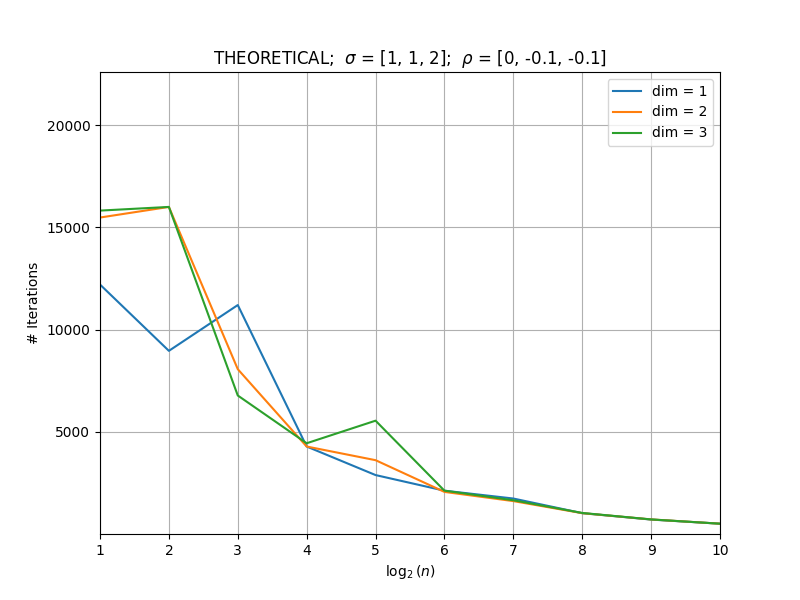 THEORETICAL;  σ = [1, 1, 2];  ρ = [0, -0.1, -0.1]
dim = 1
dim = 2
dim = 3
# Iterations
20000
15000
10000
5000
1 2 3 4 5 6 7 8 9 10
log₂(n)